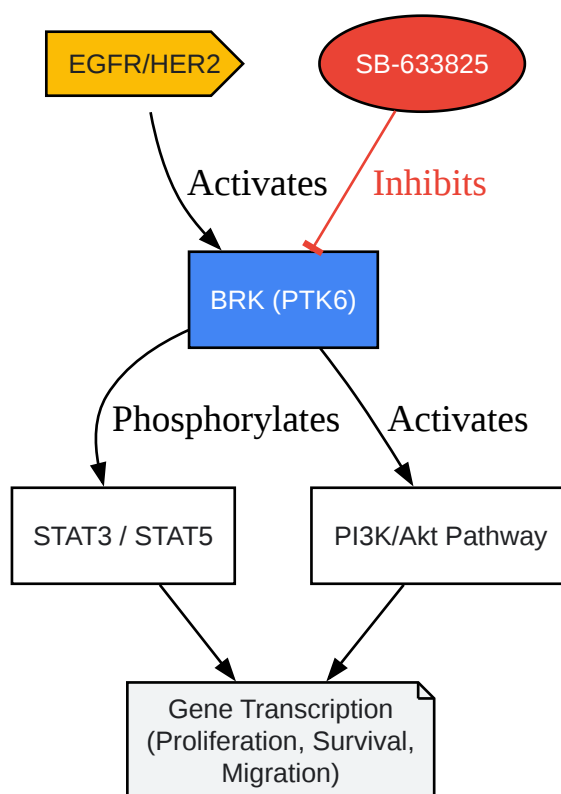 EGFR/HER2
SB-633825
Activates
Inhibits
BRK (PTK6)
Phosphorylates
Activates
STAT3 / STAT5
PI3K/Akt Pathway
Gene Transcription
(Proliferation, Survival,
Migration)